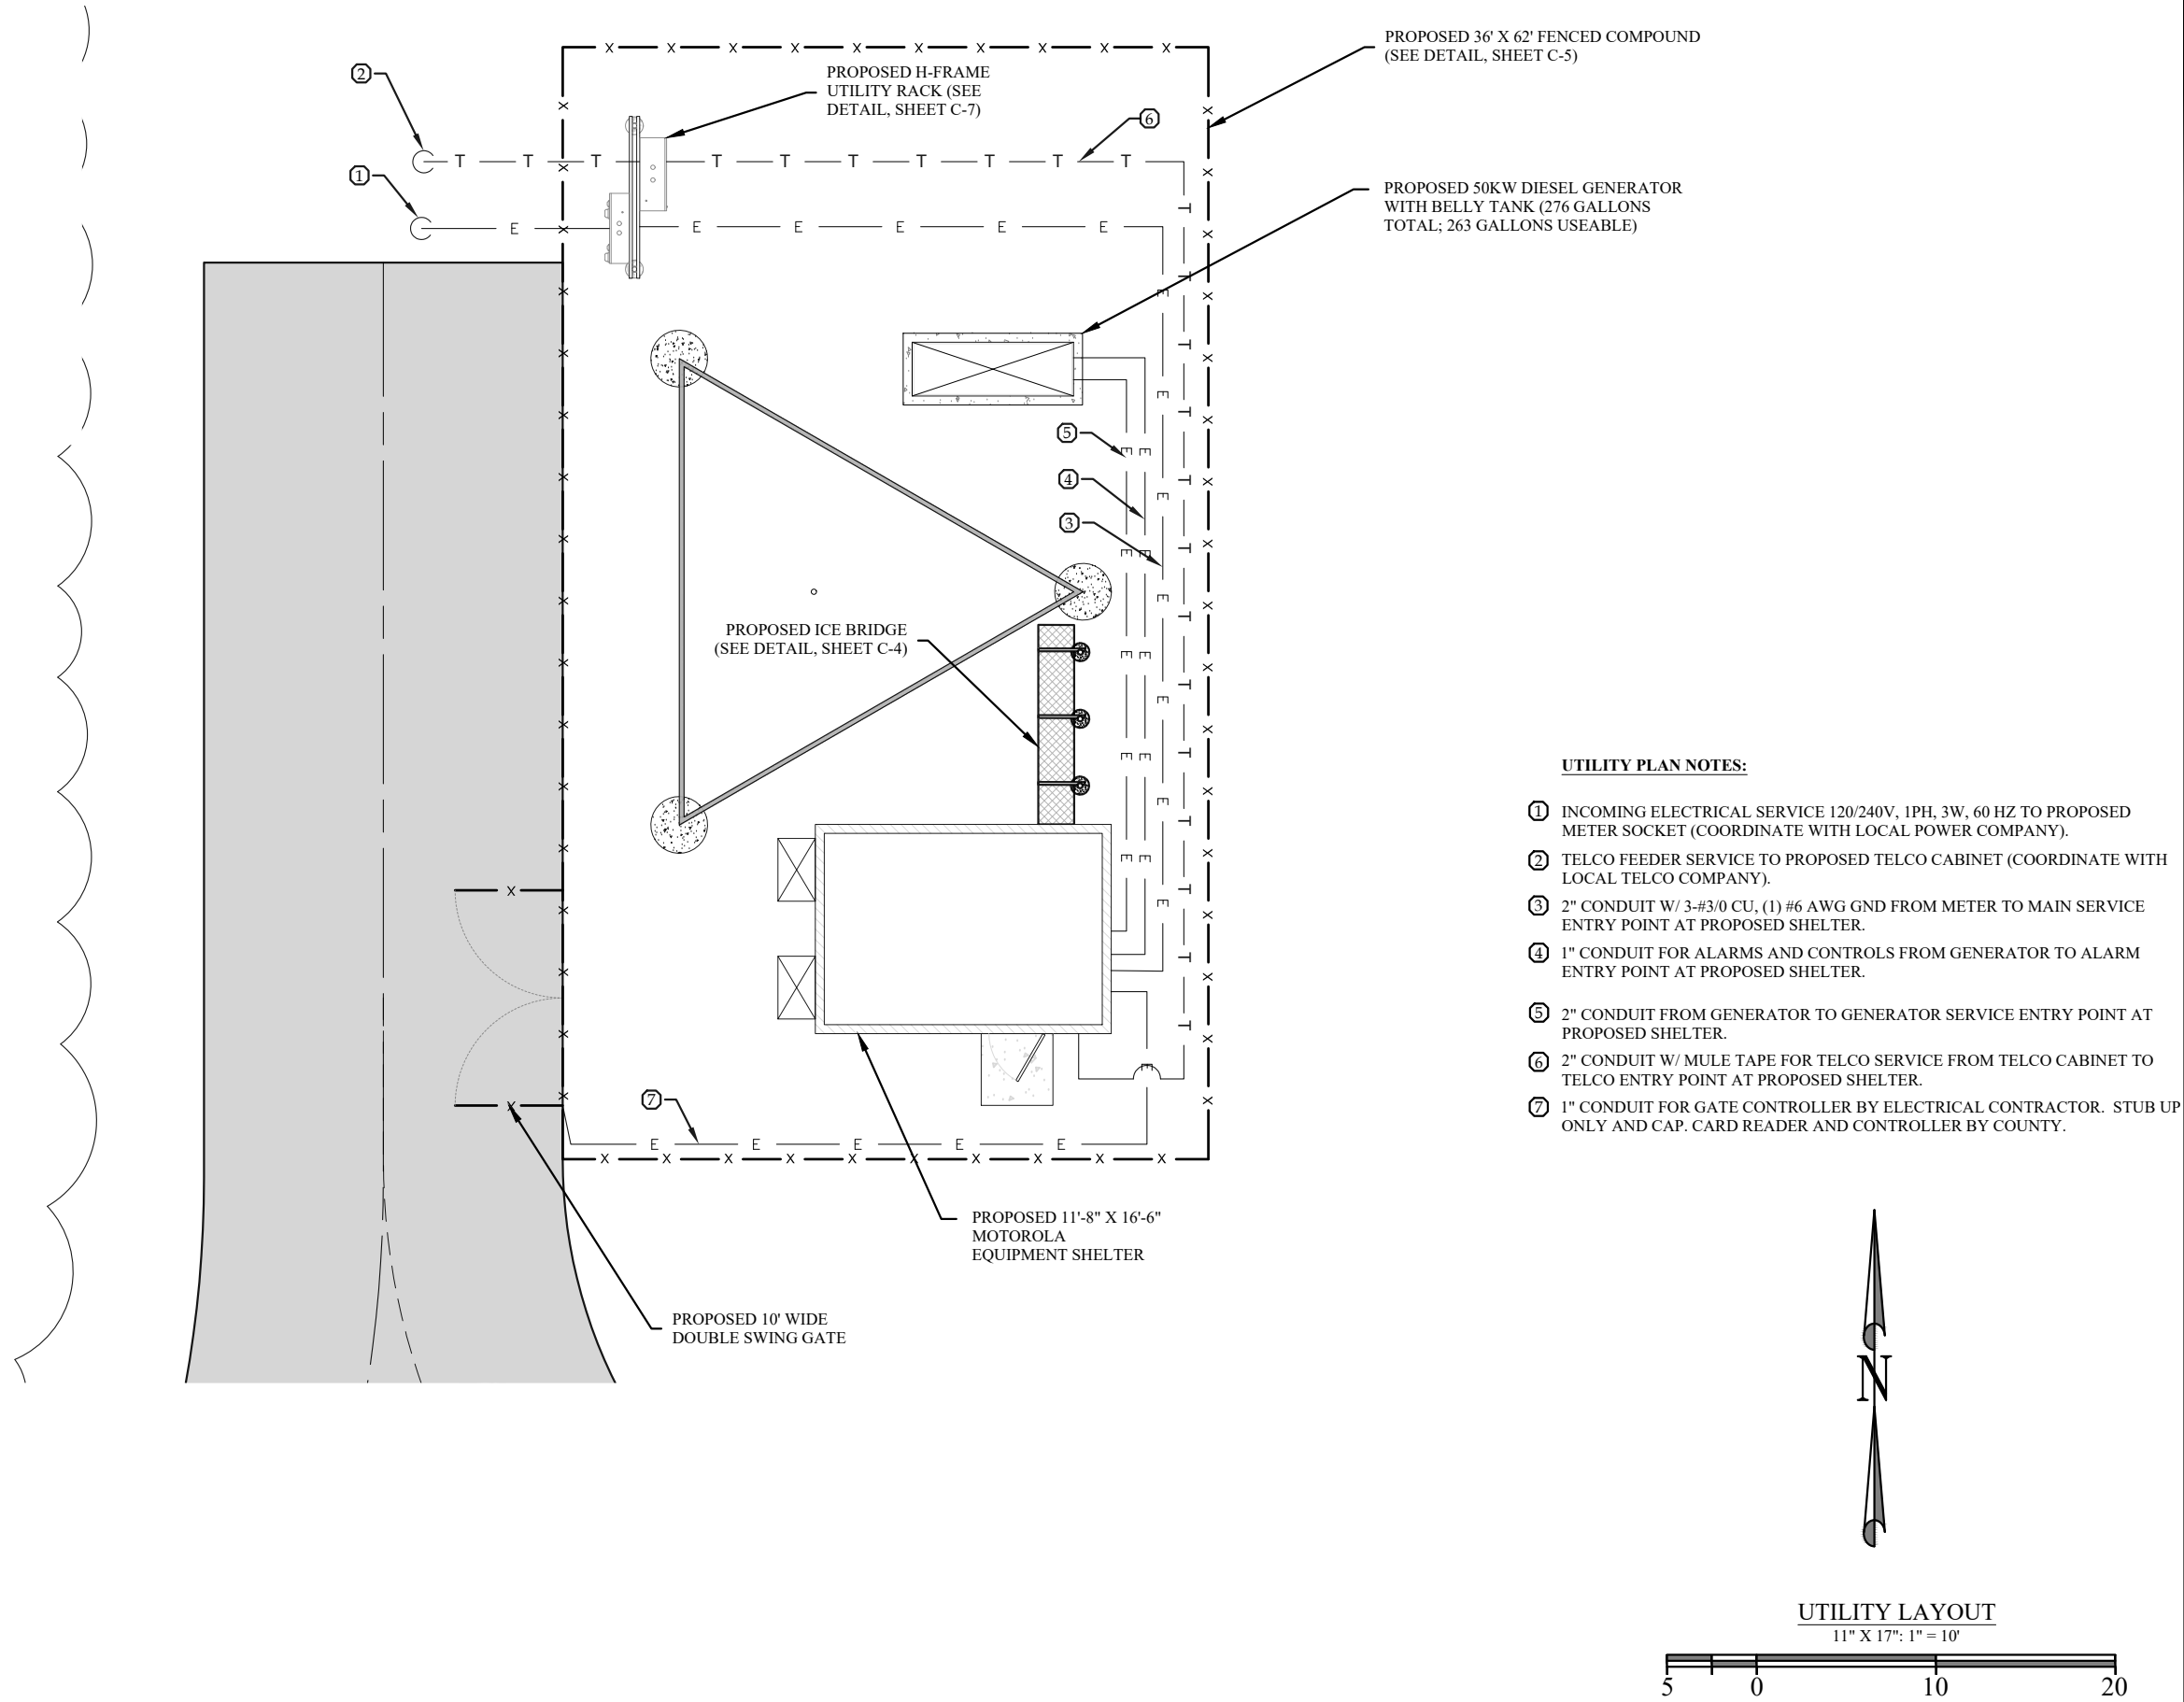 PROPOSED 36' X 62' FENCED COMPOUND
(SEE DETAIL, SHEET C-5)
2
PROPOSED H-FRAME
UTILITY RACK (SEE
DETAIL, SHEET C-7)
6
1
PROPOSED 50KW DIESEL GENERATOR
WITH BELLY TANK (276 GALLONS
TOTAL; 263 GALLONS USEABLE)
X X X X X X X X X X
T T T T T T T T T T
E E E E E E
5
4
3
PROPOSED ICE BRIDGE
(SEE DETAIL, SHEET C-4)
7
E E E E E
X X X X X X X X X X
PROPOSED 11'-8" X 16'-6"
MOTOROLA
EQUIPMENT SHELTER
PROPOSED 10' WIDE
DOUBLE SWING GATE
UTILITY PLAN NOTES:
1 INCOMING ELECTRICAL SERVICE 120/240V, 1PH, 3W, 60 HZ TO PROPOSED
METER SOCKET (COORDINATE WITH LOCAL POWER COMPANY).
2 TELCO FEEDER SERVICE TO PROPOSED TELCO CABINET (COORDINATE WITH
LOCAL TELCO COMPANY).
3 2" CONDUIT W/ 3-#3/0 CU, (1) #6 AWG GND FROM METER TO MAIN SERVICE
ENTRY POINT AT PROPOSED SHELTER.
4 1" CONDUIT FOR ALARMS AND CONTROLS FROM GENERATOR TO ALARM
ENTRY POINT AT PROPOSED SHELTER.
5 2" CONDUIT FROM GENERATOR TO GENERATOR SERVICE ENTRY POINT AT
PROPOSED SHELTER.
6 2" CONDUIT W/ MULE TAPE FOR TELCO SERVICE FROM TELCO CABINET TO
TELCO ENTRY POINT AT PROPOSED SHELTER.
7 1" CONDUIT FOR GATE CONTROLLER BY ELECTRICAL CONTRACTOR. STUB UP
ONLY AND CAP. CARD READER AND CONTROLLER BY COUNTY.
N
UTILITY LAYOUT
11" X 17": 1" = 10'
5 0 10 20